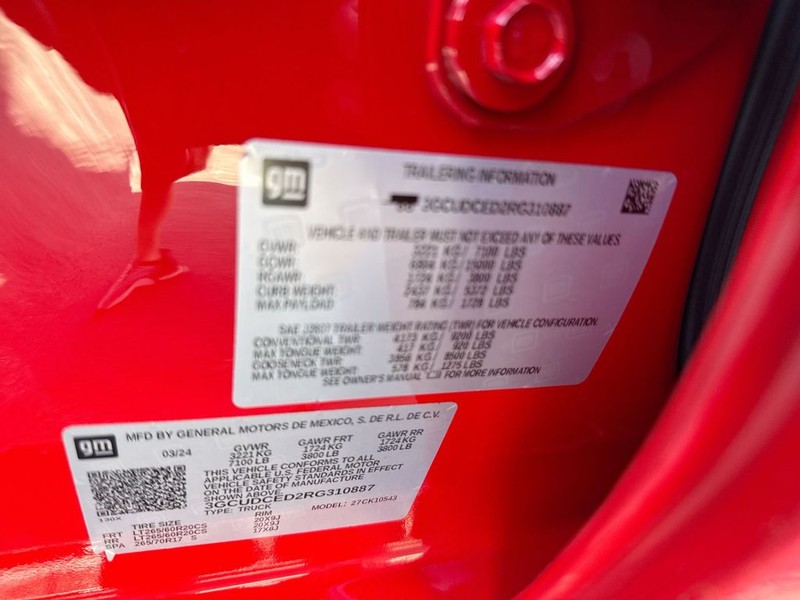 gm
TRAILERING INFORMATION
3GCUDCED2RG310887
VEHICLE AND TRAILER MUST NOT EXCEED ANY OF THESE VALUES
GVWR 3221 KG/ 7100 LBS
GCWR KG/ 15000 LBS
RGAWR 1724 KG/ 3800 LBS
CURB WEIGHT 2437 KG/ 5372 LBS
MAX PAYLOAD 784 KG/ 1728 LBS
SAE J2807 TRAILER WEIGHT RATING (TWR) FOR VEHICLE CONFIGURATION.
CONVENTIONAL TWR: 4173 KG/ 9200 LBS
MAX TONGUE WEIGHT: 417 KG/ 920 LBS
GOOSENECK TWR: 3856 KG/ 8500 LBS
MAX TONGUE WEIGHT: 578 KG/ 1275 LBS
SEE OWNER'S MANUAL FOR MORE INFORMATION
gm MFD BY GENERAL MOTORS DE MEXICO, S. DE R.L. DE C.V.
03/24 GVWR GAWR FRT GAWR RR
3221 KG 1724 KG 1724 KG
7100 LB 3800 LB 3800 LB
THIS VEHICLE CONFORMS TO ALL
APPLICABLE U.S. FEDERAL MOTOR
VEHICLE SAFETY STANDARDS IN EFFECT
ON THE DATE OF MANUFACTURE
SHOWN ABOVE.
3GCUDCED2RG310887
TYPE: TRUCK MODEL: 27CK10543
130X
TIRE SIZE RIM
FRT LT265/60R20CS 20X9J
RR LT265/60R20CS 20X9J
SPA 265/70R17 S 17X8J